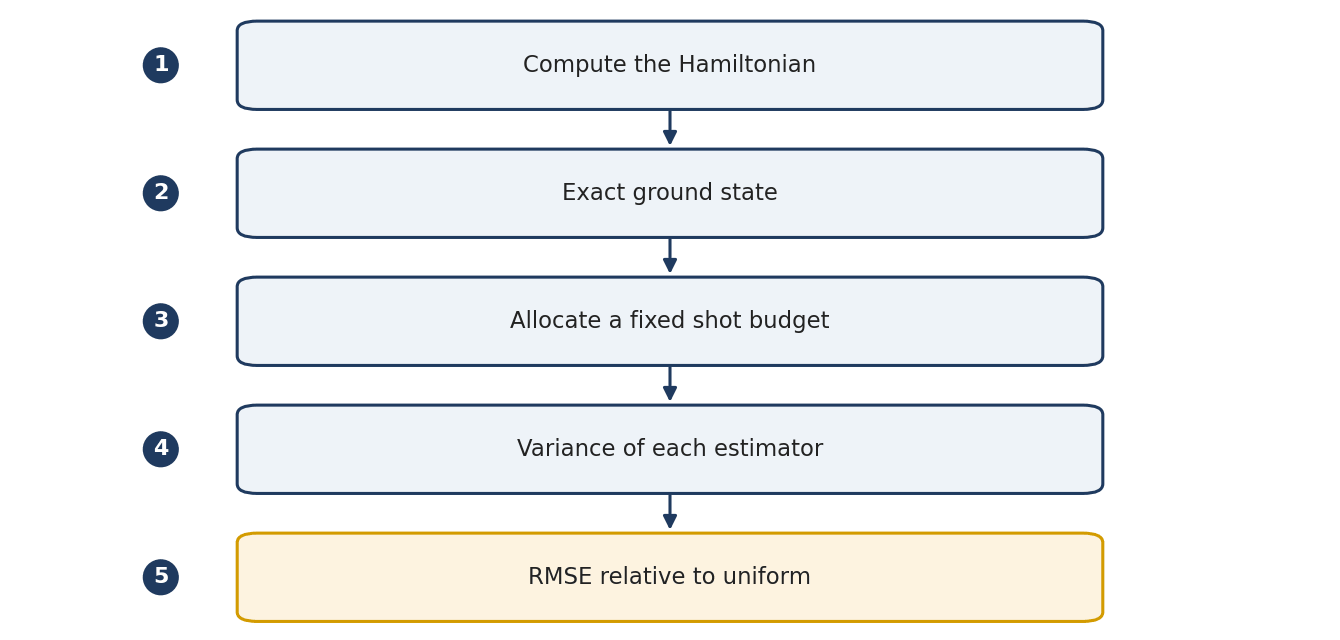 1 Compute the Hamiltonian
2 Exact ground state
3 Allocate a fixed shot budget
4 Variance of each estimator
5 RMSE relative to uniform